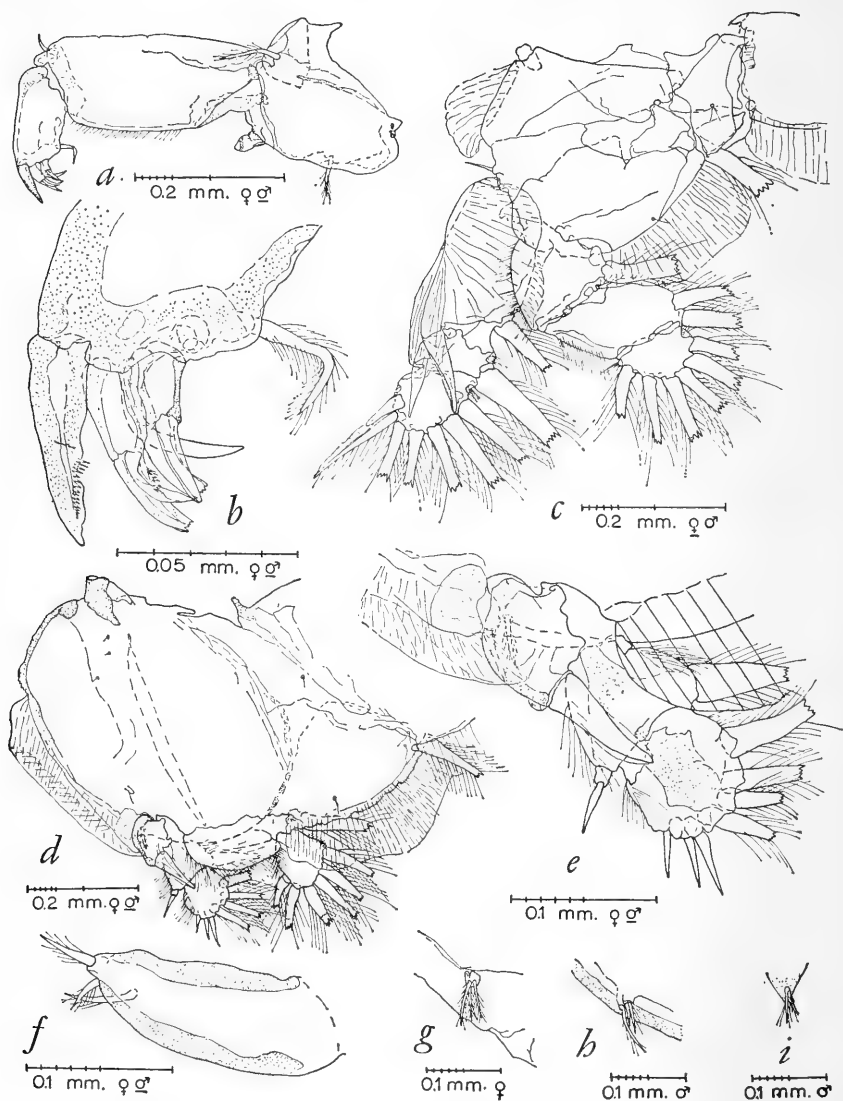 a.
0.2 mm. ♀ ♂
b
0.05 mm. ♀ ♂
c
0.2 mm. ♀ ♂
d
0.2 mm. ♀ ♂
e
0.1 mm. ♀ ♂
f
0.1 mm. ♀ ♂
g
0.1 mm. ♀
h
0.1 mm. ♂
i
0.1 mm. ♂